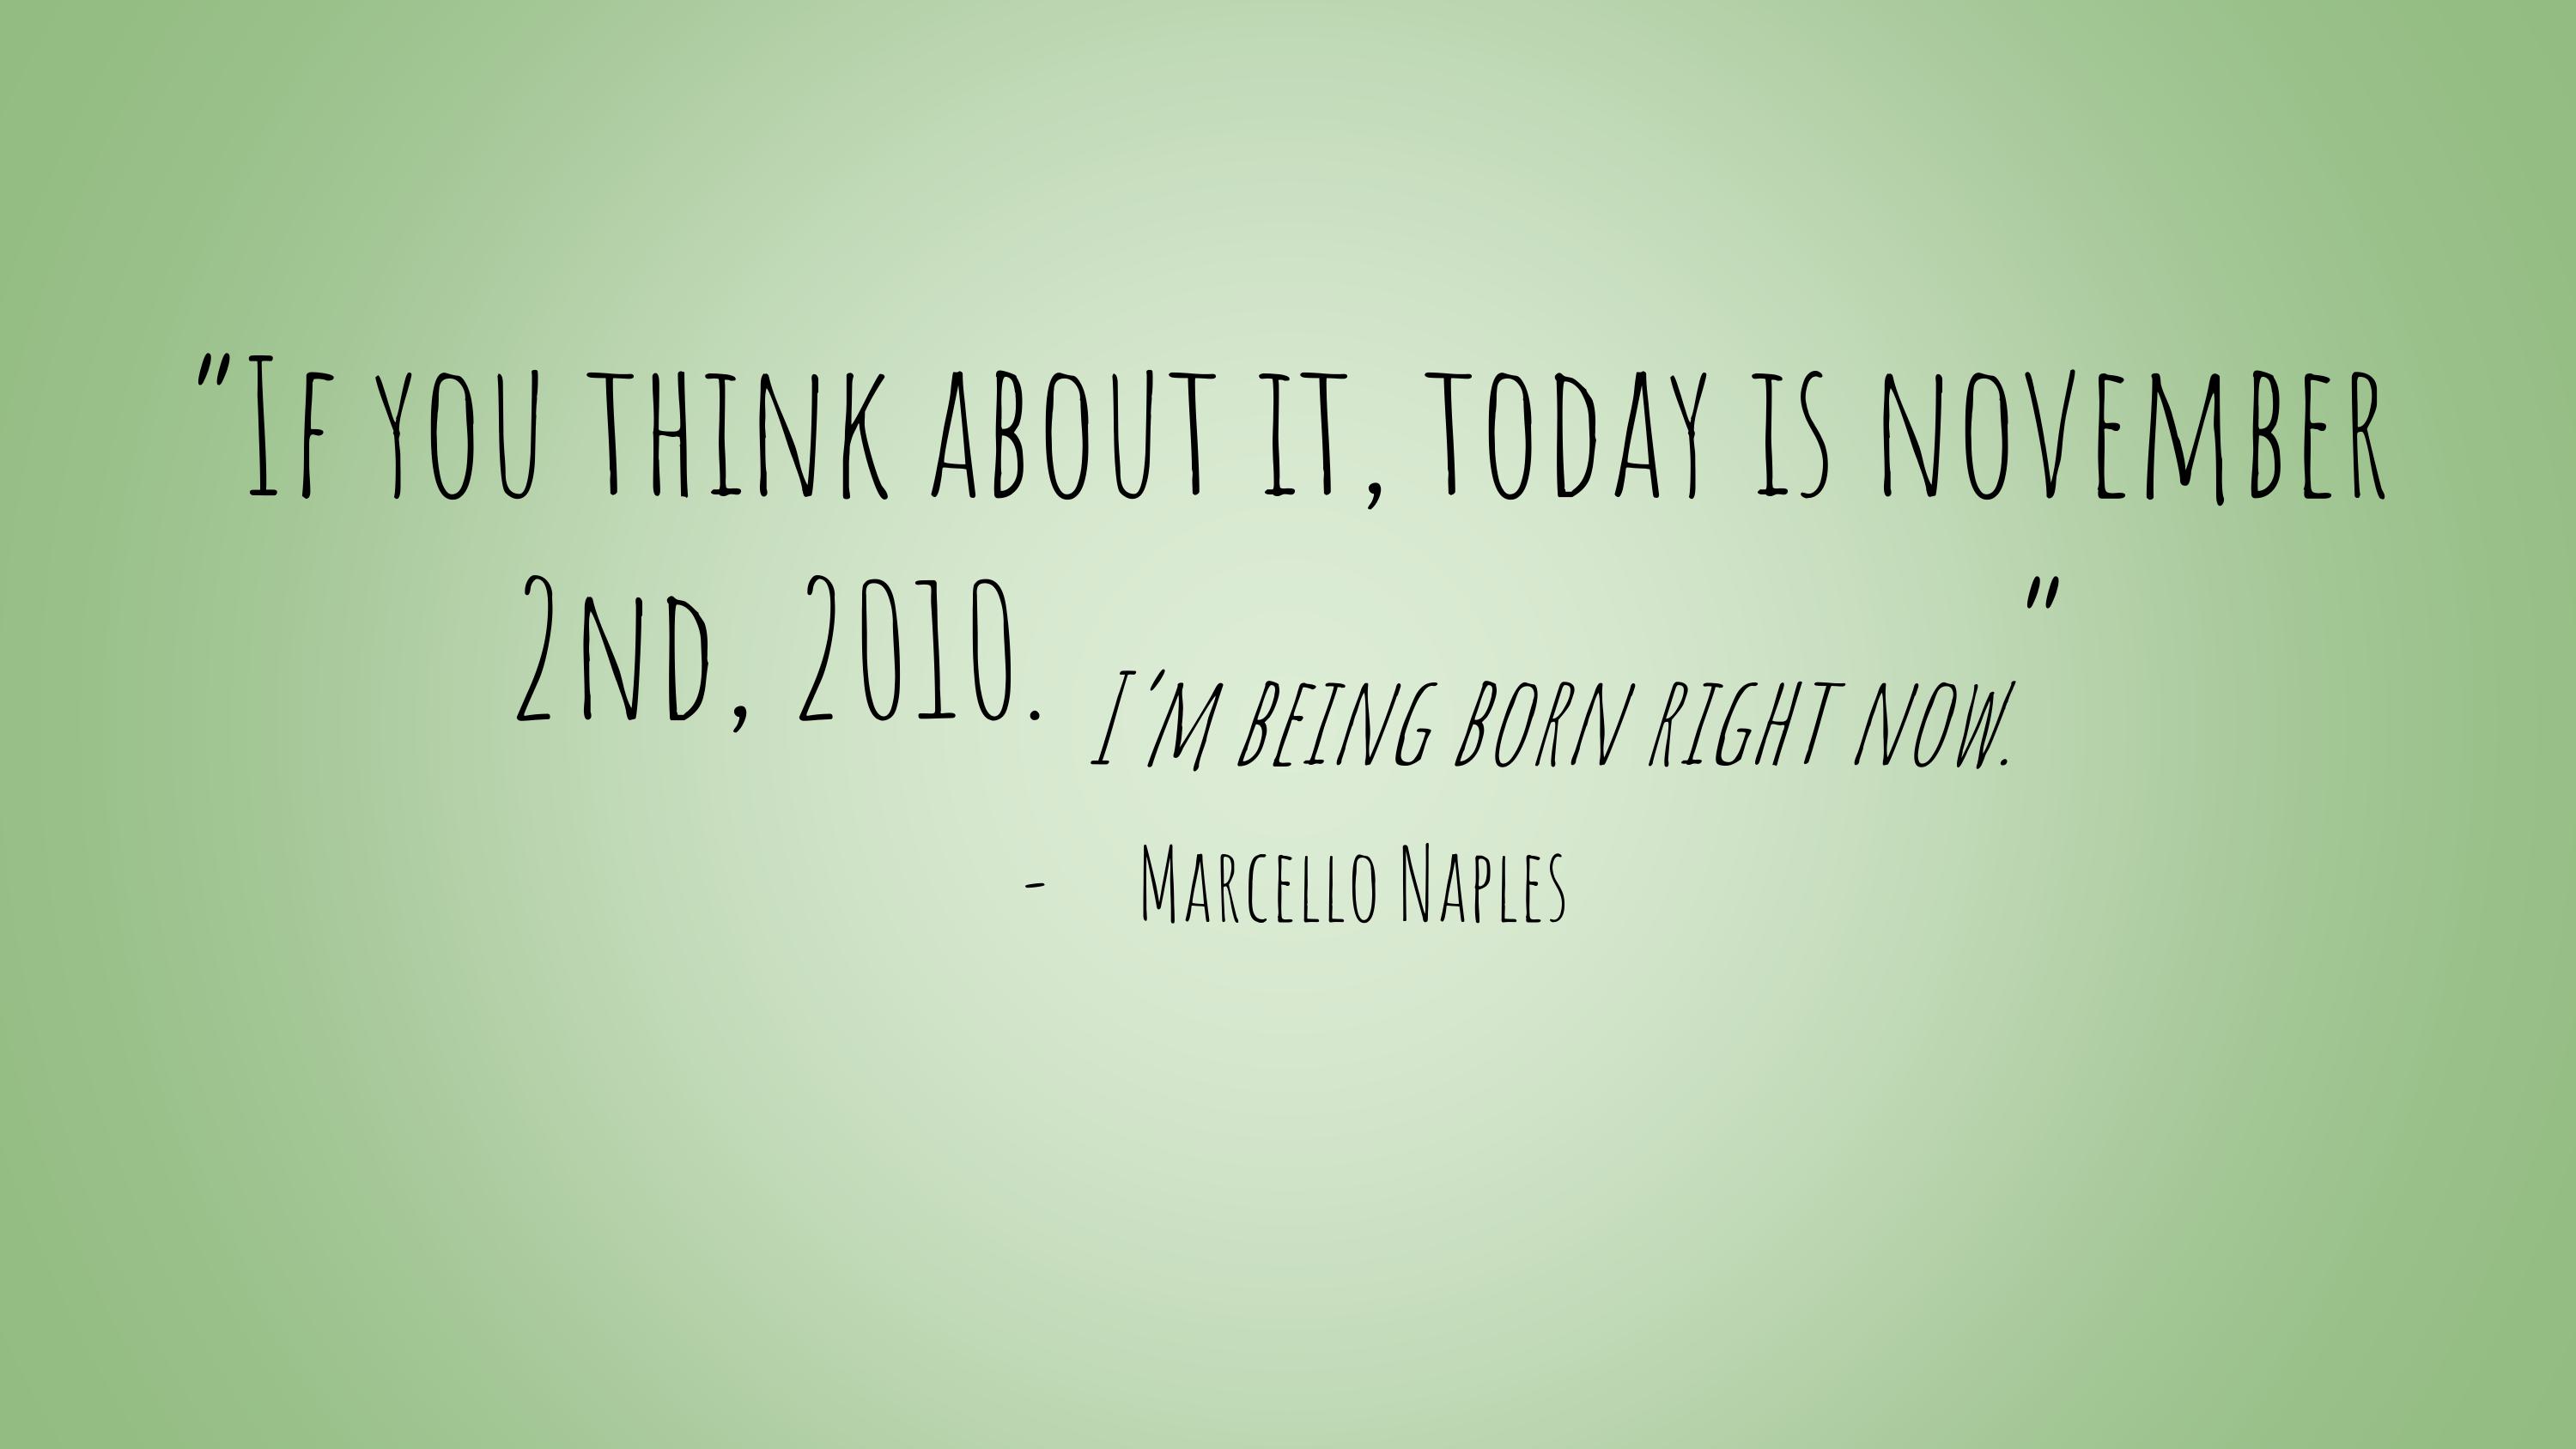 "If you think about it, today is november
2nd, 2010. I'm being born right now."
- Marcello Naples